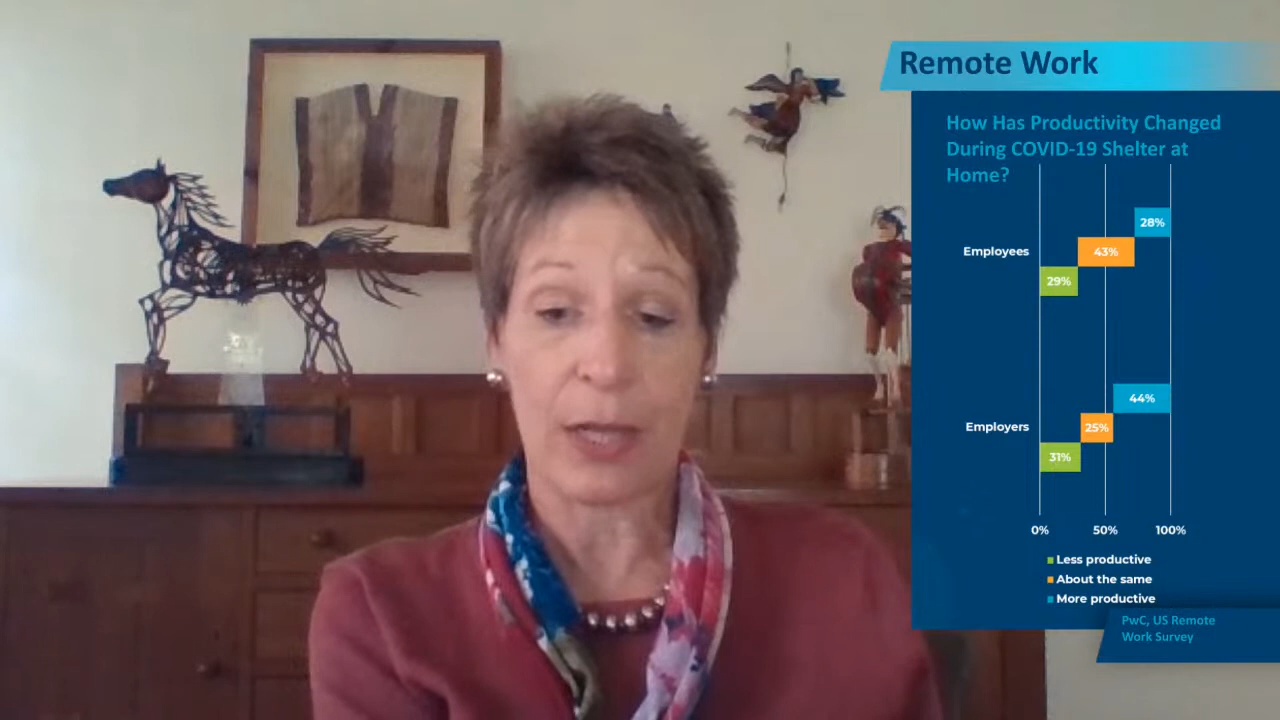 Remote Work
How Has Productivity Changed
During COVID-19 Shelter at
Home?
28%
Employees
43%
29%
44%
Employers
25%
31%
0% 50% 100%
Less productive
About the same
More productive
PwC, US Remote
Work Survey